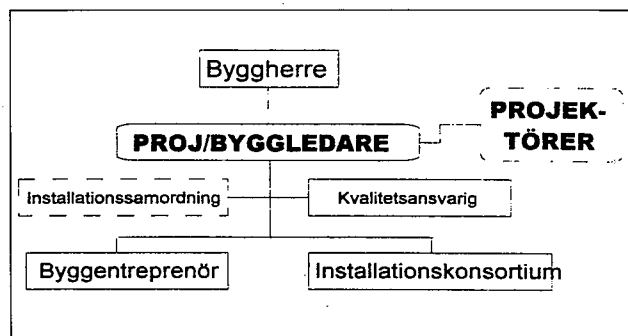 Byggherre
PROJEK-
TÖRER
PROJ/BYGGLEDARE
Installationssamordning
Kvalitetsansvarig
Byggentreprenör
Installationskonsortium